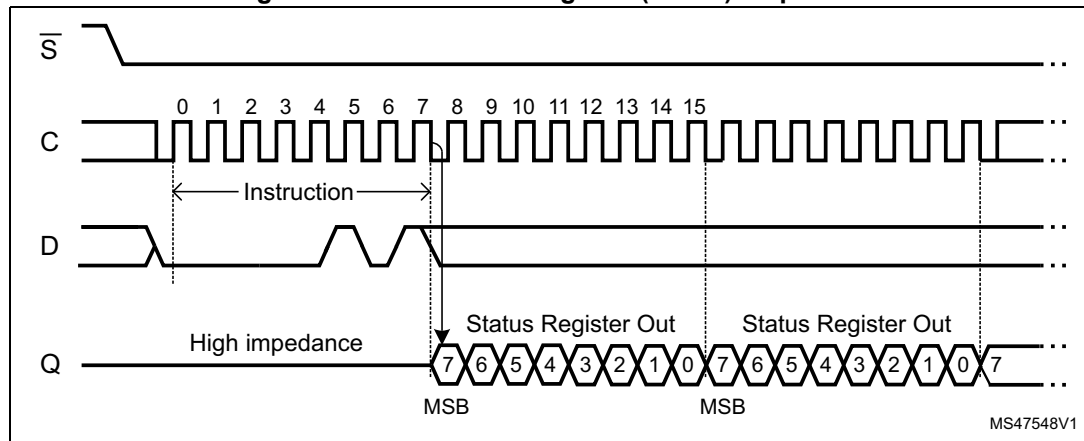 S
0 1 2 3 4 5 6 7 8 9 10 11 12 13 14 15
C
Instruction
D
High impedance
Status Register Out Status Register Out
Q
7 6 5 4 3 2 1 0 7 6 5 4 3 2 1 0 7
MSB MSB
MS47548V1